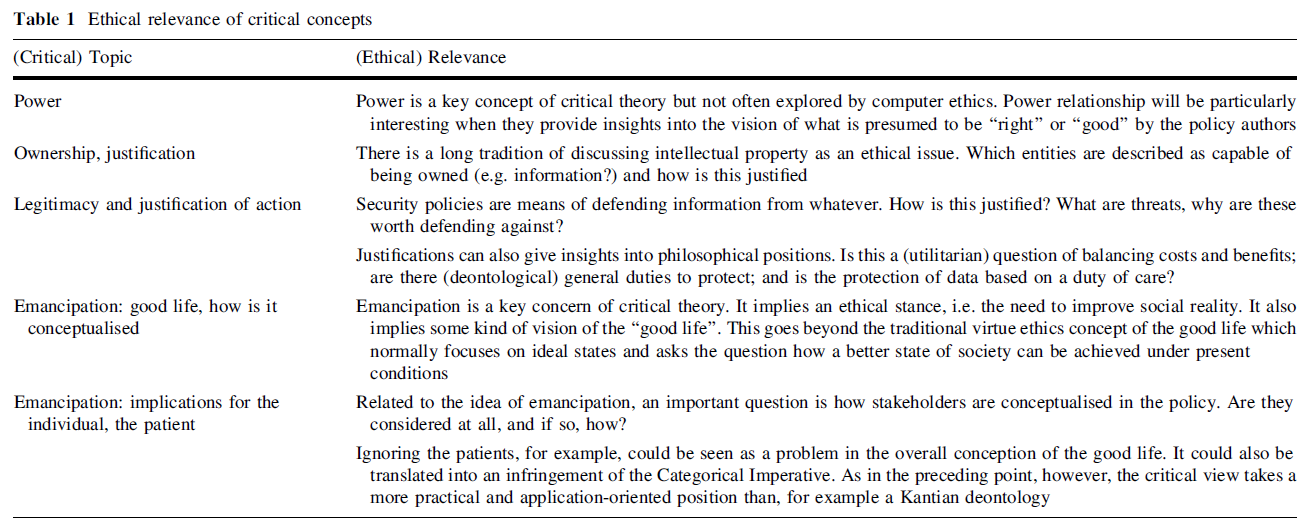 Table 1 Ethical relevance of critical concepts
(Critical) Topic (Ethical) Relevance
Power Power is a key concept of critical theory but not often explored by computer ethics. Power relationship will be particularly
interesting when they provide insights into the vision of what is presumed to be “right” or “good” by the policy authors
Ownership, justification There is a long tradition of discussing intellectual property as an ethical issue. Which entities are described as capable of
being owned (e.g. information?) and how is this justified
Legitimacy and justification of action Security policies are means of defending information from whatever. How is this justified? What are threats, why are these
worth defending against?
Justifications can also give insights into philosophical positions. Is this a (utilitarian) question of balancing costs and benefits;
are there (deontological) general duties to protect; and is the protection of data based on a duty of care?
Emancipation: good life, how is it Emancipation is a key concern of critical theory. It implies an ethical stance, i.e. the need to improve social reality. It also
conceptualised implies some kind of vision of the “good life”. This goes beyond the traditional virtue ethics concept of the good life which
normally focuses on ideal states and asks the question how a better state of society can be achieved under present
conditions
Emancipation: implications for the Related to the idea of emancipation, an important question is how stakeholders are conceptualised in the policy. Are they
individual, the patient considered at all, and if so, how?
Ignoring the patients, for example, could be seen as a problem in the overall conception of the good life. It could also be
translated into an infringement of the Categorical Imperative. As in the preceding point, however, the critical view takes a
more practical and application-oriented position than, for example a Kantian deontology